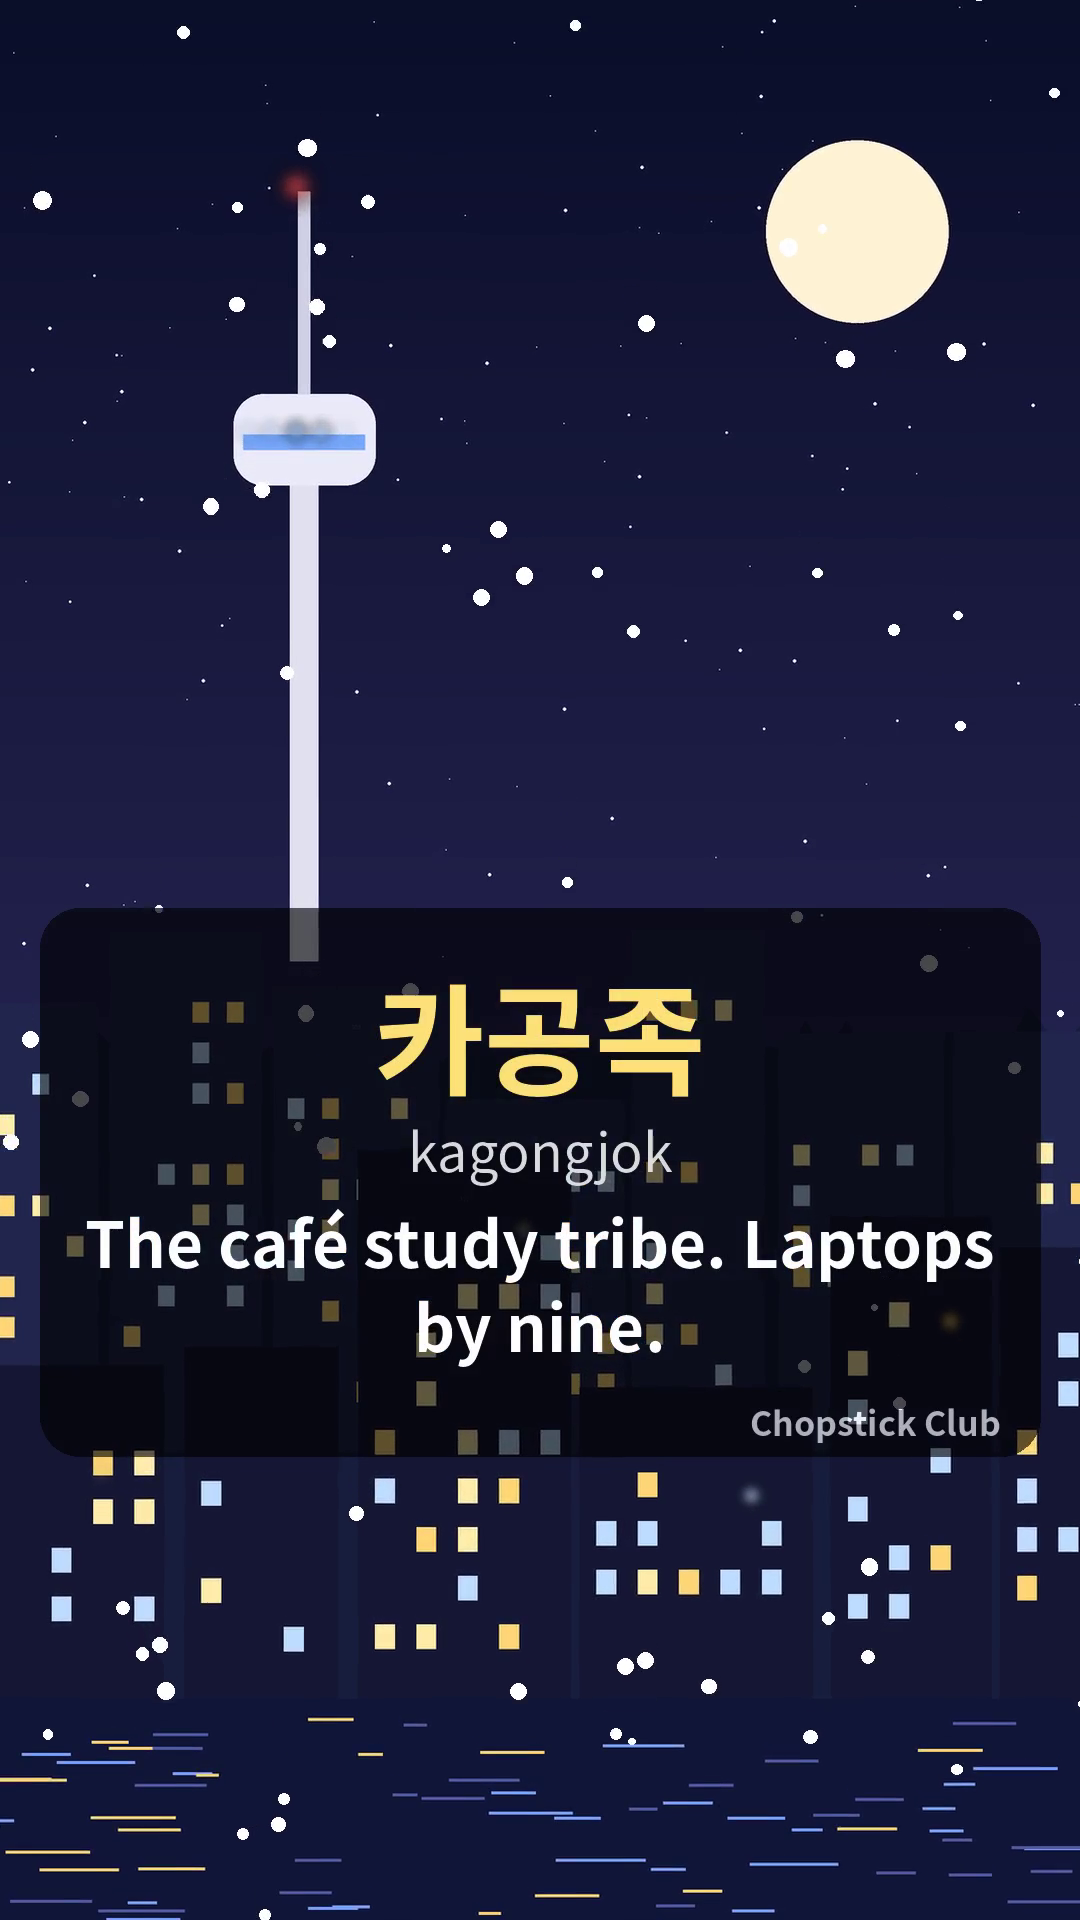 카공족
kagongjok
The café study tribe. Laptops
by nine.
Chopstick Club